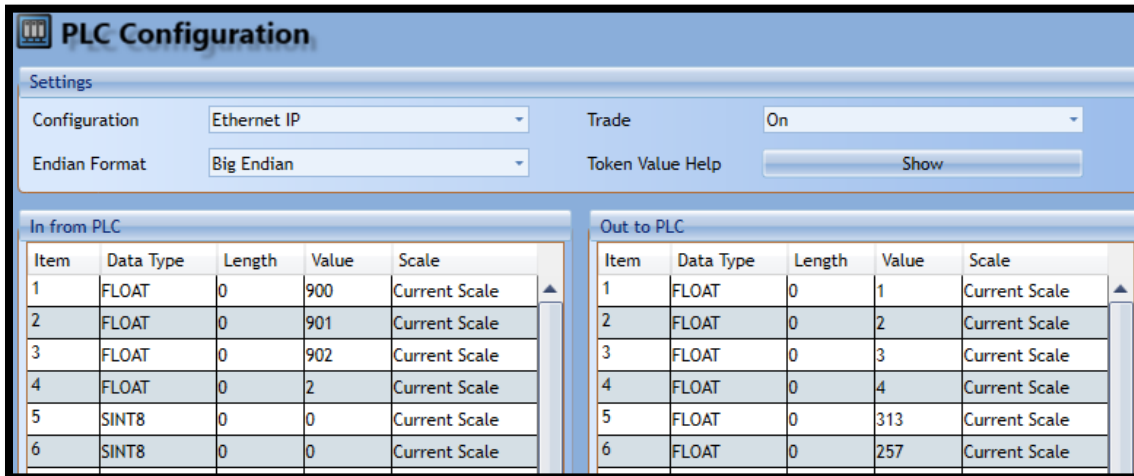 PLC Configuration
Settings
Configuration Ethernet IP Trade On
Endian Format Big Endian Token Value Help Show
In from PLC Out to PLC
Item Data Type Length Value Scale Item Data Type Length Value Scale
1 FLOAT 0 900 Current Scale 1 FLOAT 0 1 Current Scale
2 FLOAT 0 901 Current Scale 2 FLOAT 0 2 Current Scale
3 FLOAT 0 902 Current Scale 3 FLOAT 0 3 Current Scale
4 FLOAT 0 2 Current Scale 4 FLOAT 0 4 Current Scale
5 SINT8 0 0 Current Scale 5 FLOAT 0 313 Current Scale
6 SINT8 0 0 Current Scale 6 FLOAT 0 257 Current Scale